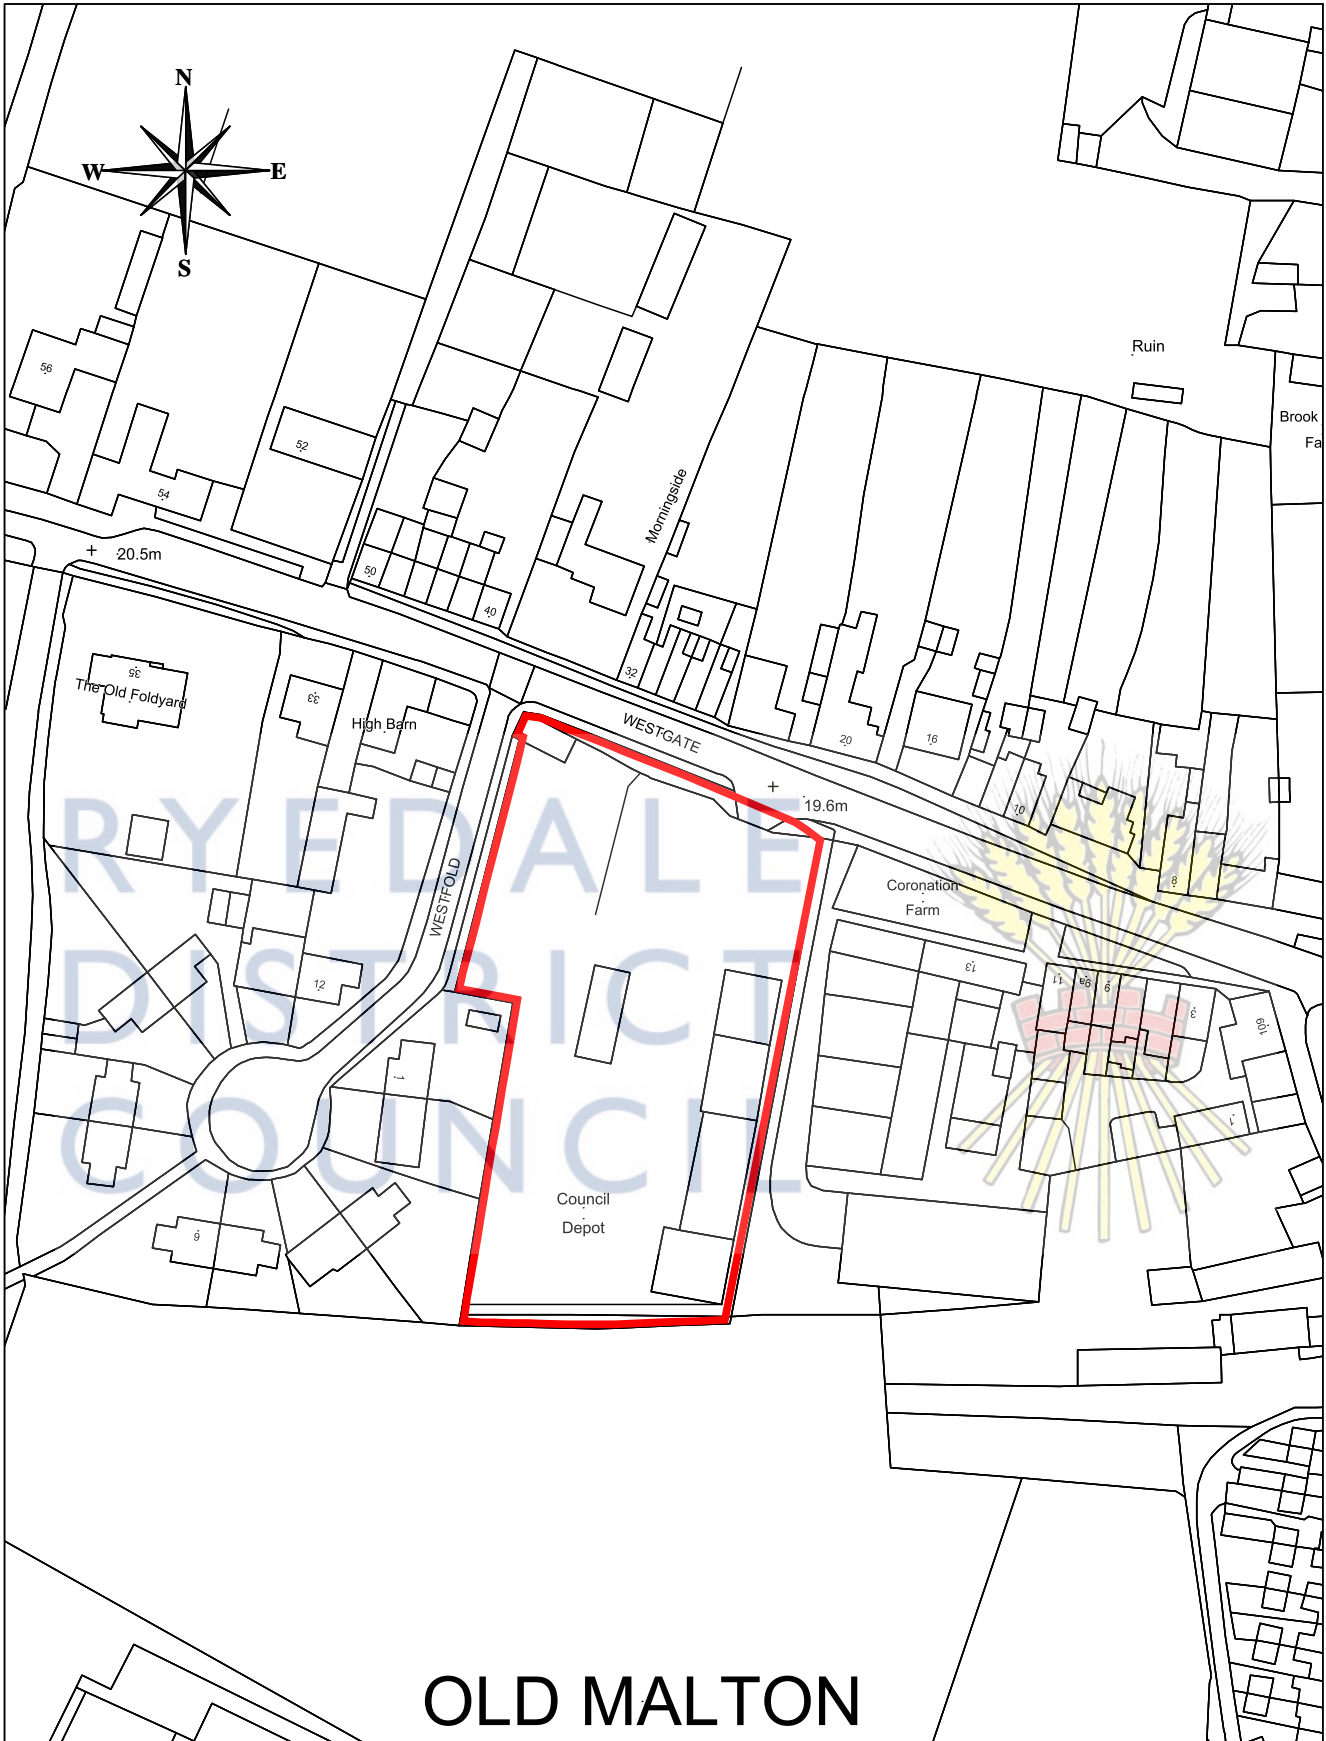 N
W
E
S
Ruin
Brook
Fa
56
52
54
Morningside
20.5m
50
40
32
35
The Old Foldyard
33
High Barn
WESTGATE
20
16
19.6m
10
8
RYEDALE
DISTRICT
COUNCIL
WESTFOLD
Coronation
Farm
13
11
9a
9
3
109
12
1
1
Council
Depot
9
OLD MALTON